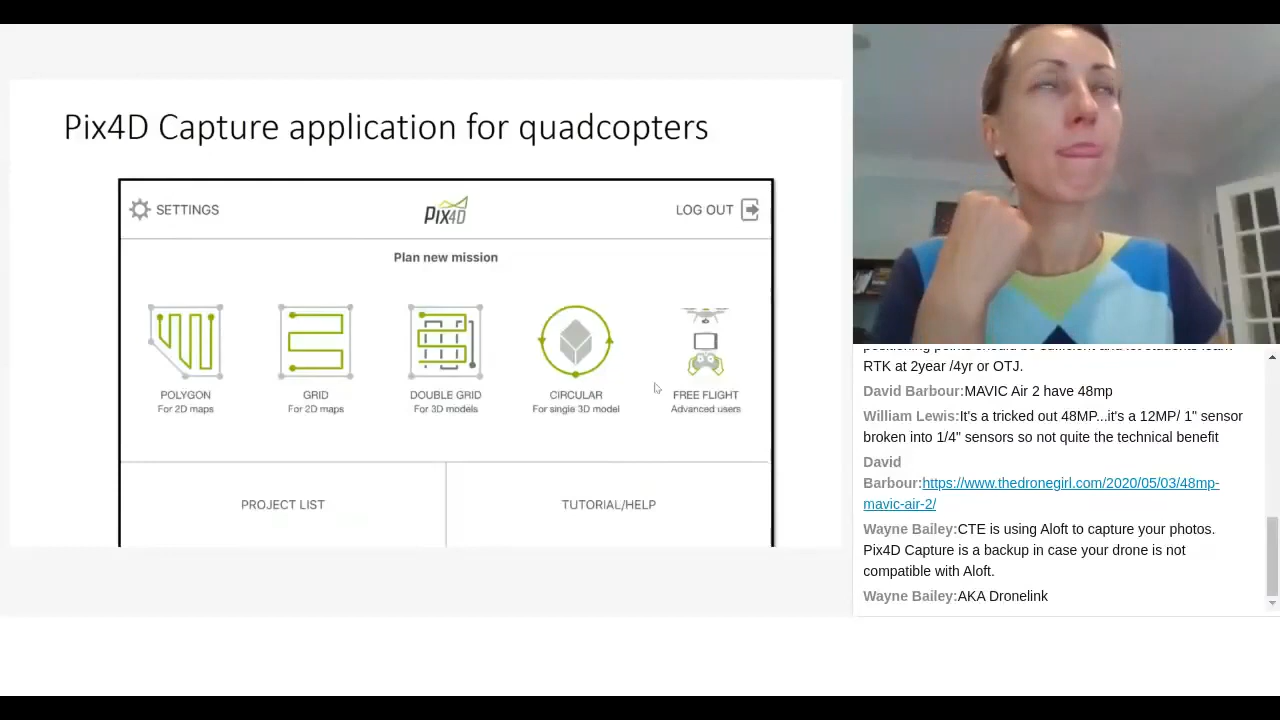 Pix4D Capture application for quadcopters
SETTINGS
PIX4D
LOG OUT
Plan new mission
POLYGON
For 2D maps
GRID
For 2D maps
DOUBLE GRID
For 3D models
CIRCULAR
For single 3D model
FREE FLIGHT
Advanced users
PROJECT LIST
TUTORIAL/HELP
RTK at 2year /4yr or OTJ.
David Barbour:MAVIC Air 2 have 48mp
William Lewis:It's a tricked out 48MP...it's a 12MP/ 1" sensor
broken into 1/4" sensors so not quite the technical benefit
David
Barbour:https://www.thedronegirl.com/2020/05/03/48mp-
mavic-air-2/
Wayne Bailey:CTE is using Aloft to capture your photos.
Pix4D Capture is a backup in case your drone is not
compatible with Aloft.
Wayne Bailey:AKA Dronelink